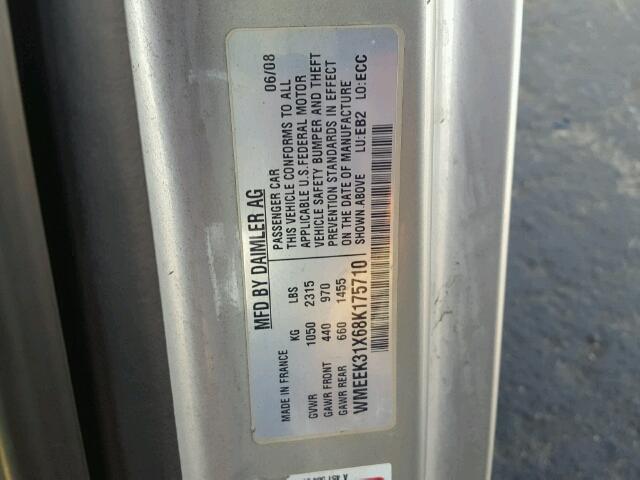 MFD BY DAIMLER AG
MADE IN FRANCE
KG LBS
GVWR 1050 2315
GAWR FRONT 440 970
GAWR REAR 660 1455
WMEEK31X68K175710
06/08
PASSENGER CAR
THIS VEHICLE CONFORMS TO ALL
APPLICABLE U.S.FEDERAL MOTOR
VEHICLE SAFETY BUMPER AND THEFT
PREVENTION STANDARDS IN EFFECT
ON THE DATE OF MANUFACTURE
SHOWN ABOVE LU:EB2 LO:ECC